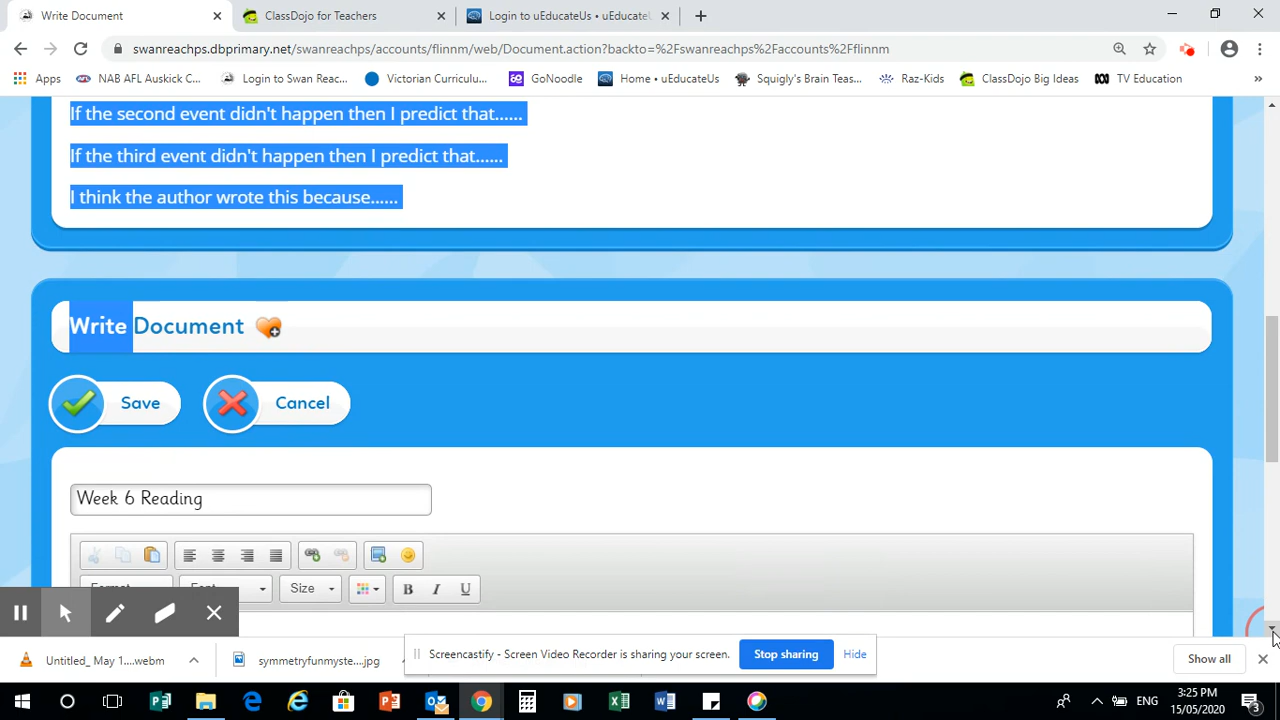 Write Document
ClassDojo for Teachers
Login to uEducateUs • uEducateU
swanreachps.dbprimary.net/swanreachps/accounts/flinnm/web/Document.action?backto=%2Fswanreachps%2Faccounts%2Fflinnm
Apps
NAB AFL Auskick C...
Login to Swan Reac...
Victorian Curriculu...
GoNoodle
Home • uEducateUs
Squigly's Brain Teas...
Raz-Kids
ClassDojo Big Ideas
TV Education
»
If the second event didn't happen then I predict that......
If the third event didn't happen then I predict that......
I think the author wrote this because......
Write Document
Save
Cancel
Week 6 Reading
Format
Font
Size
B I U
Screencastify - Screen Video Recorder is sharing your screen.
Stop sharing
Hide
Untitled_ May 1....webm
symmetryfunmyste....jpg
Show all
ENG
3:25 PM
15/05/2020
3